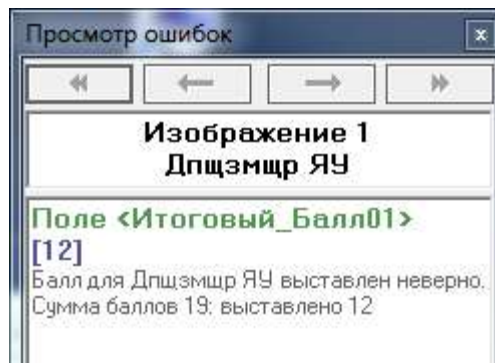 Просмотр ошибок
Изображение 1
Дпщзмщр ЯУ
Поле <Итоговый_Балл01>
[12]
Балл для Дпщзмщр ЯУ выставлен неверно.
Сумма баллов 19: выставлено 12